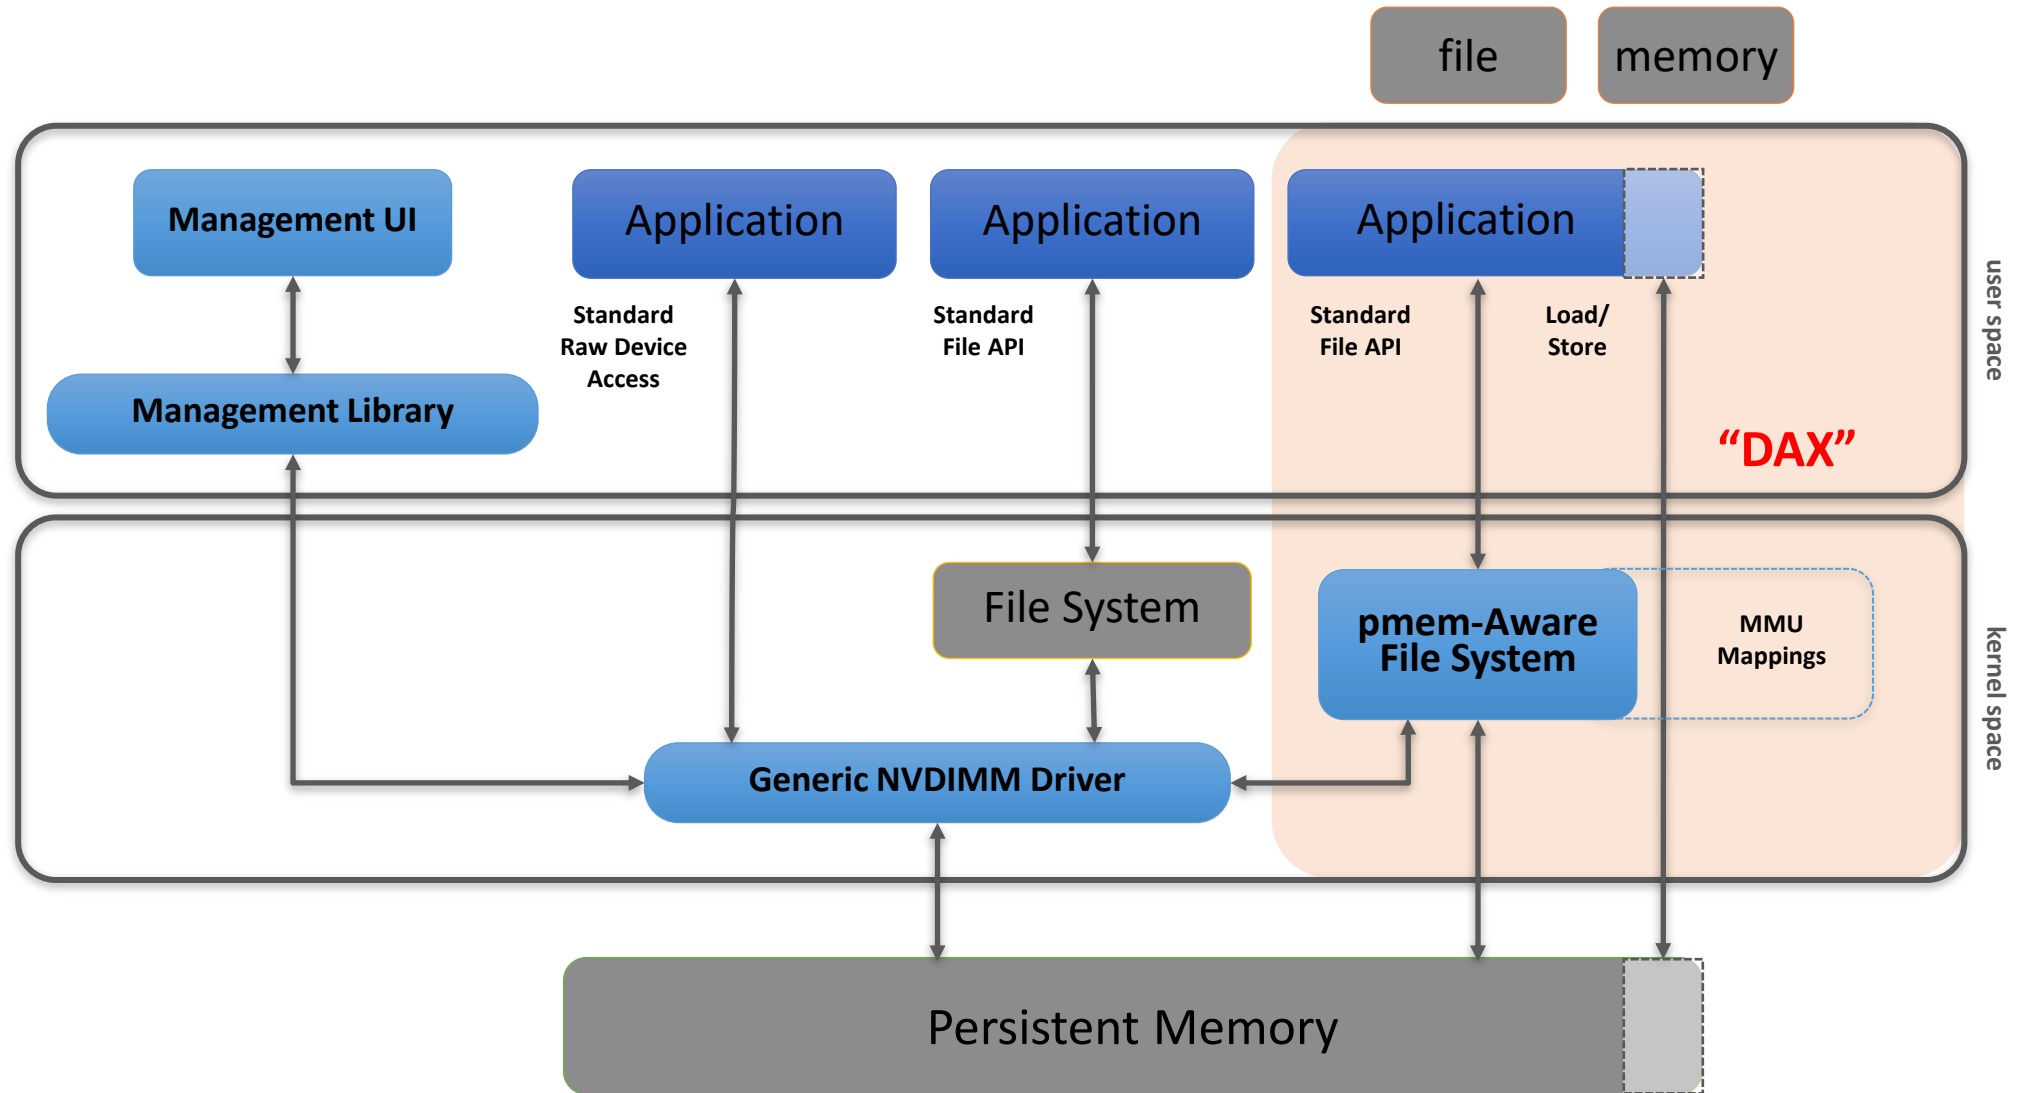 file
memory
Management UI
Application
Application
Application
Standard
Raw Device
Access
Standard
File API
Standard
File API
Load/
Store
user space
Management Library
“DAX”
File System
pmem-Aware
File System
MMU
Mappings
kernel space
Generic NVDIMM Driver
Persistent Memory